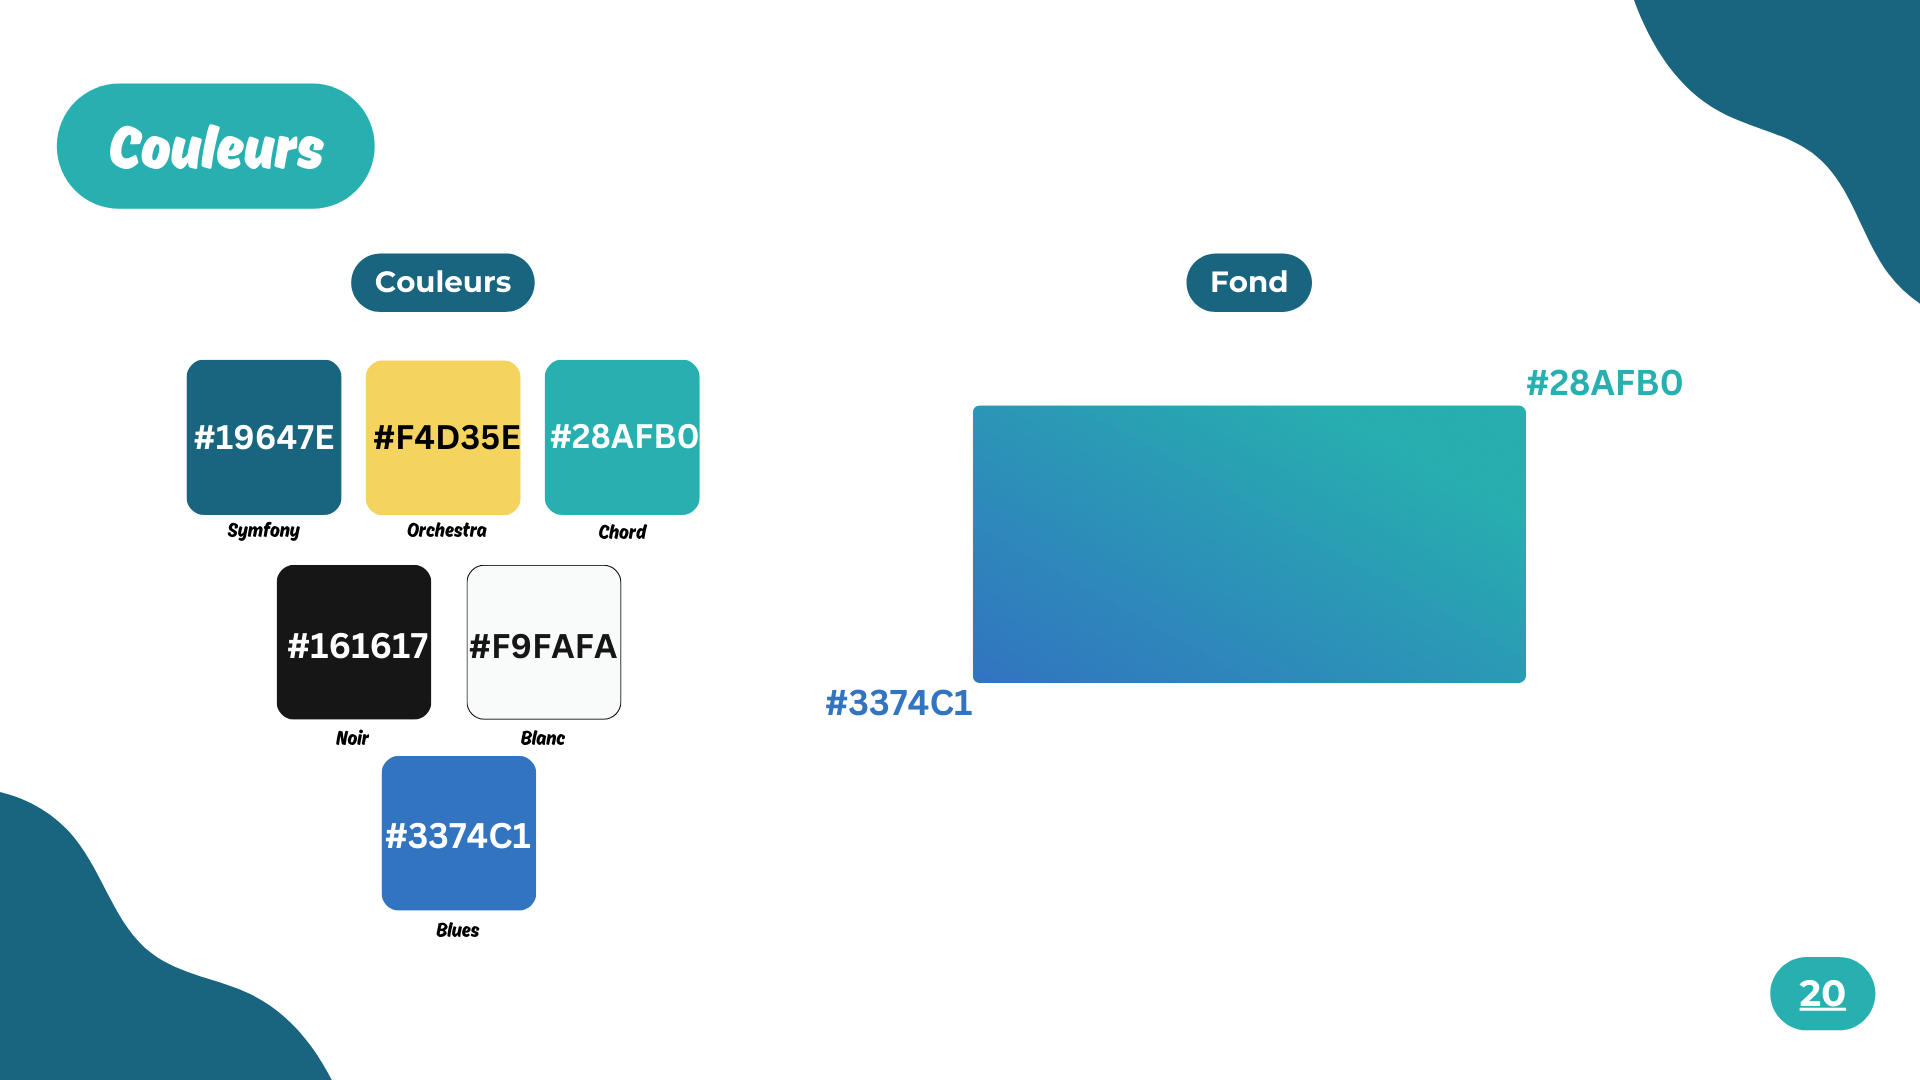 Couleurs
Couleurs
#19647E
#F4D35E
#28AFB0
Symfony
Orchestra
Chord
#161617
#F9FAFA
Noir
Blanc
#3374C1
Blues
Fond
#28AFB0
#3374C1
20